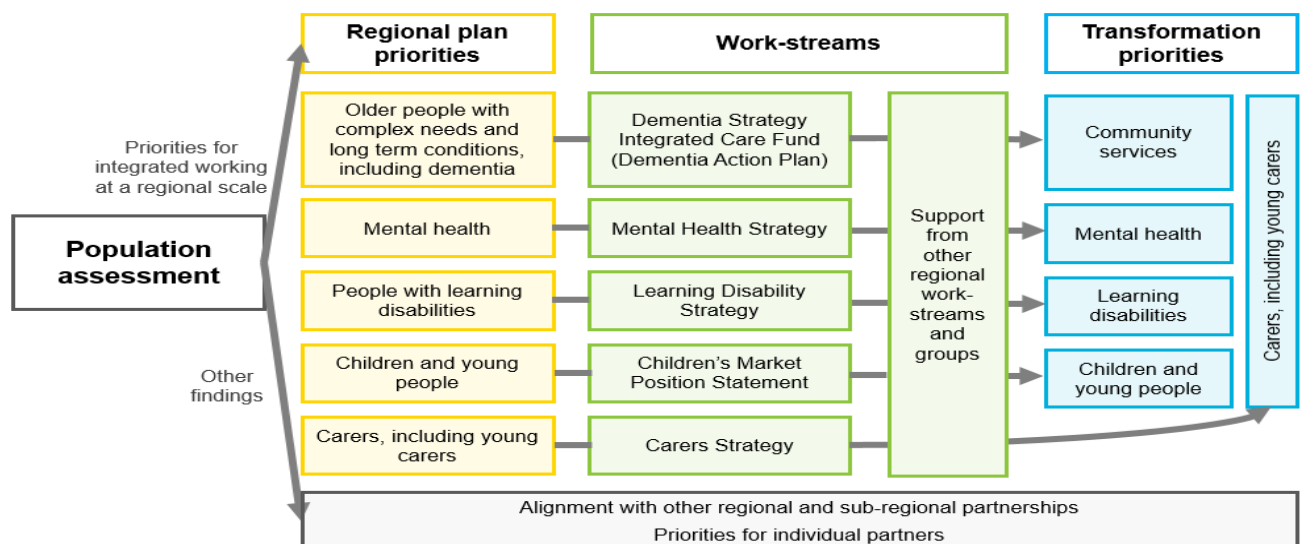 Regional plan
priorities
Work-streams
Transformation
priorities
Priorities for
integrated working
at a regional scale
Population
assessment
Other
findings
Older people with
complex needs and
long term conditions,
including dementia
Dementia Strategy
Integrated Care Fund
(Dementia Action Plan)
Community
services
Mental health
Mental Health Strategy
Mental health
People with learning
disabilities
Learning Disability
Strategy
Learning
disabilities
Children and young
people
Children’s Market
Position Statement
Children and
young people
Carers, including young
carers
Carers Strategy
Support
from
other
regional
work-
streams
and
groups
Carers, including young carers
Alignment with other regional and sub-regional partnerships
Priorities for individual partners